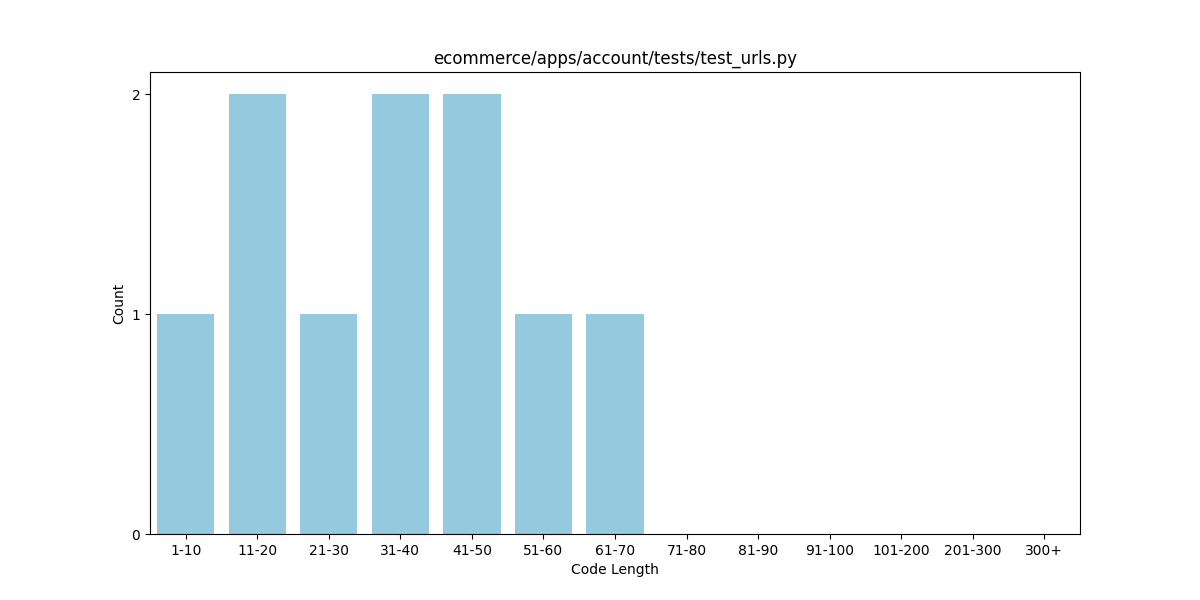 ecommerce/apps/account/tests/test_urls.py
2
1
0
Count
1-10 11-20 21-30 31-40 41-50 51-60 61-70 71-80 81-90 91-100 101-200 201-300 300+
Code Length